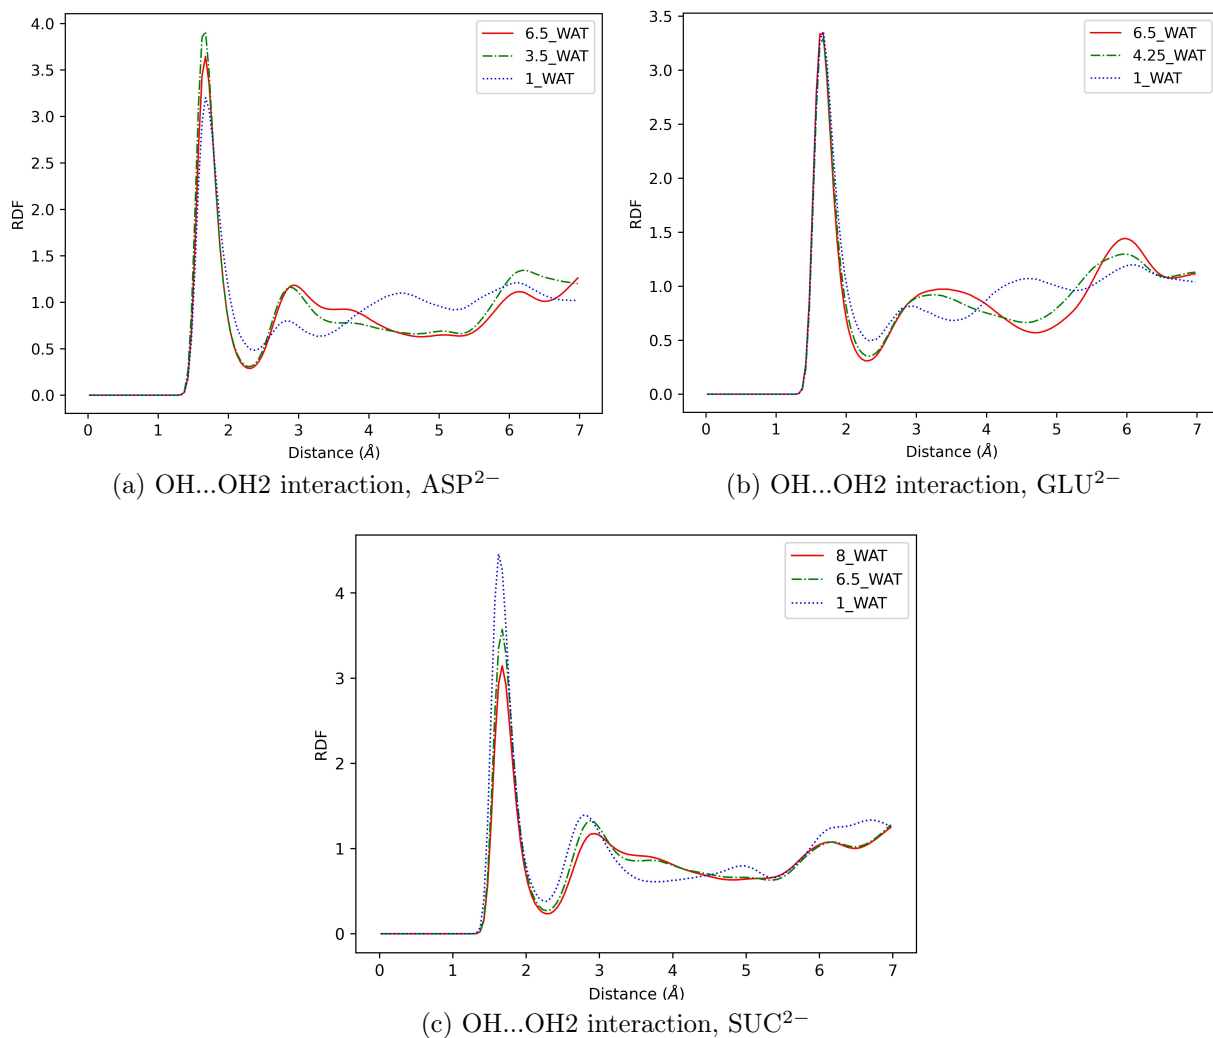 4.0
3.5
3.0
2.5
2.0
1.5
1.0
0.5
0.0
RDF
6.5_WAT
3.5_WAT
1_WAT
0 1 2 3 4 5 6 7
Distance (Å)
(a) OH...OH2 interaction, ASP²⁻
3.5
3.0
2.5
2.0
1.5
1.0
0.5
0.0
RDF
6.5_WAT
4.25_WAT
1_WAT
0 1 2 3 4 5 6 7
Distance (Å)
(b) OH...OH2 interaction, GLU²⁻
4
3
2
1
0
RDF
8_WAT
6.5_WAT
1_WAT
0 1 2 3 4 5 6 7
Distance (Å)
(c) OH...OH2 interaction, SUC²⁻